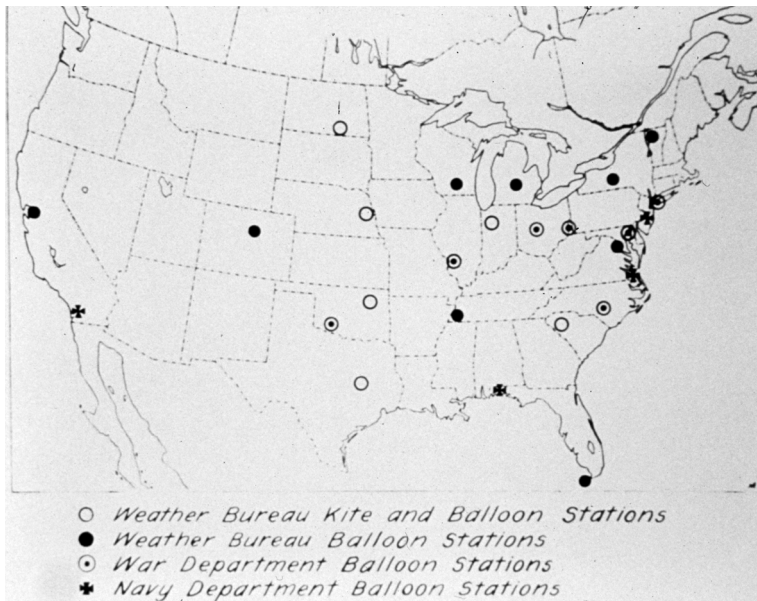 Weather Bureau Kite and Balloon Stations
Weather Bureau Balloon Stations
War Department Balloon Stations
Navy Department Balloon Stations